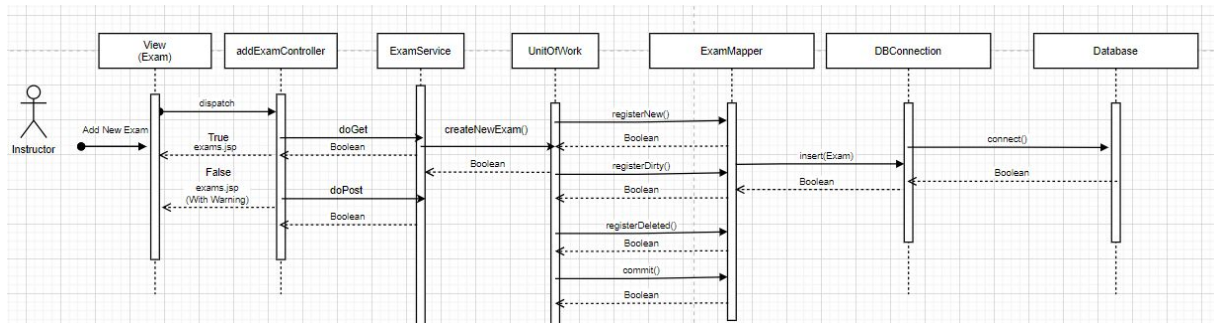 View
(Exam)
addExamController
ExamService
UnitOfWork
ExamMapper
DBConnection
Database
Instructor
Add New Exam
dispatch
True
exams.jsp
False
exams.jsp
(With Warning)
doGet
Boolean
doPost
Boolean
createNewExam()
Boolean
registerNew()
Boolean
registerDirty()
Boolean
registerDeleted()
Boolean
commit()
Boolean
insert(Exam)
Boolean
connect()
Boolean